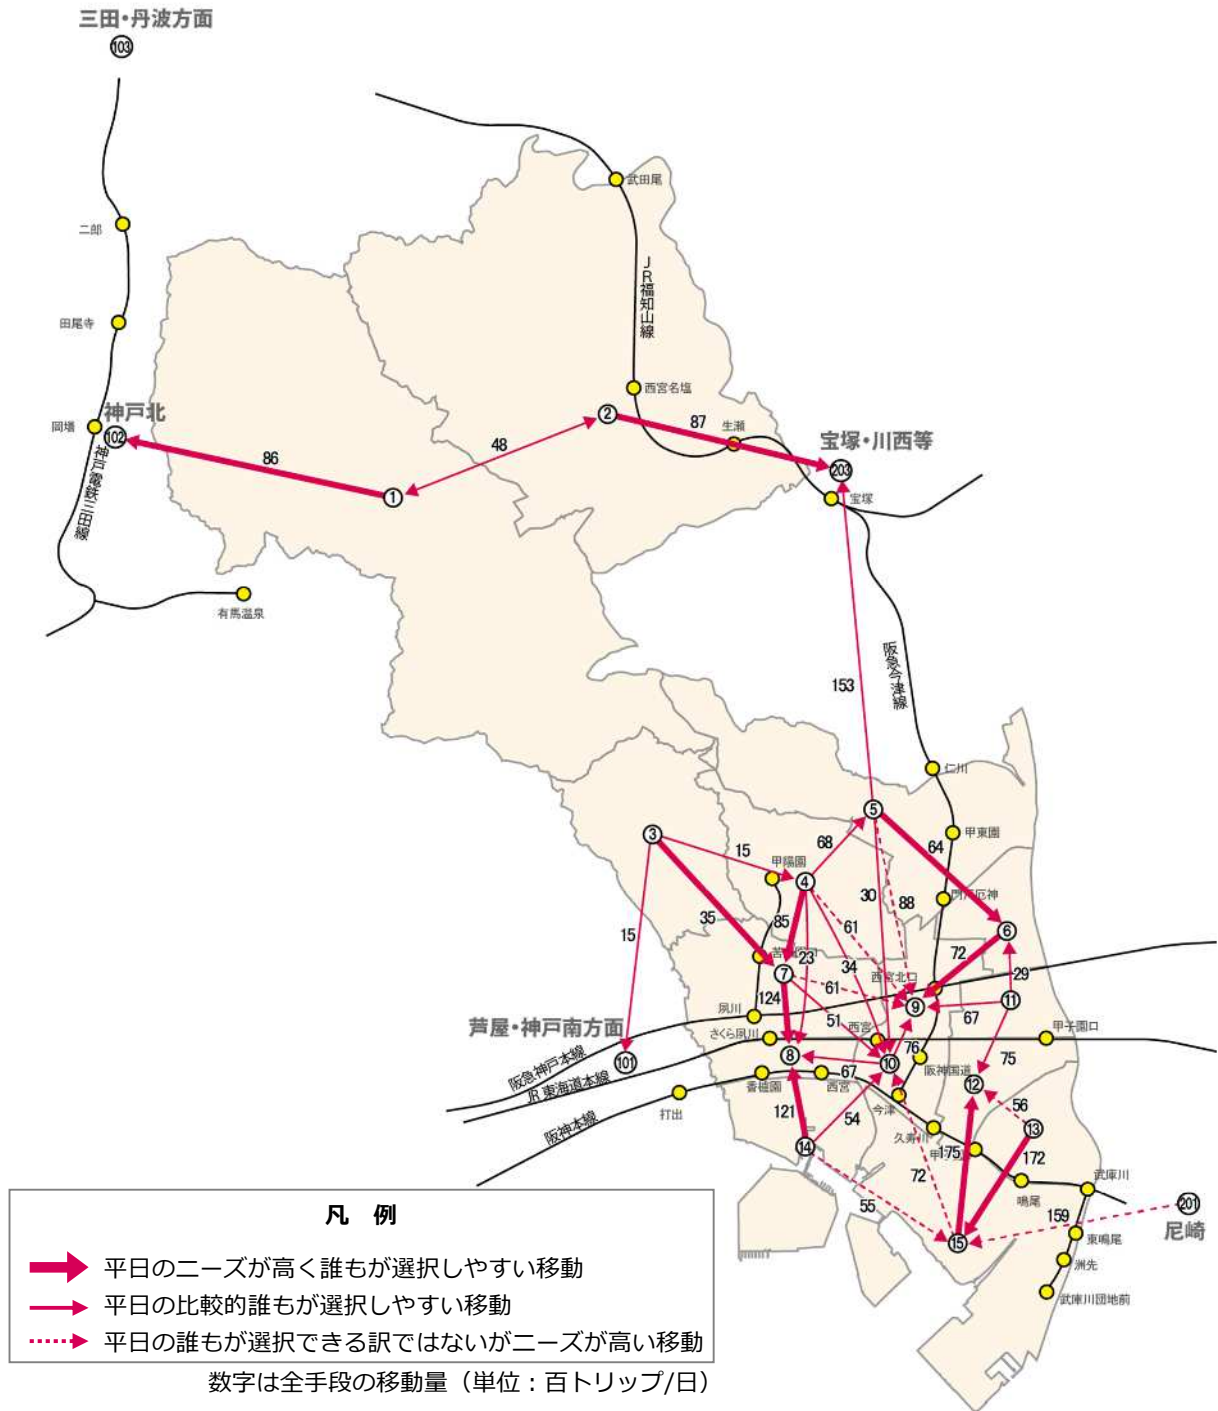 三田・丹波方面
103
二郎
武田尾
JR福知山線
田尾寺
西宮名塩
神戸北
岡場
102
2
87
生瀬
宝塚・川西等
48
203
86
神戸電鉄三田線
1
宝塚
有馬温泉
阪急今津線
153
仁川
5
3
甲東園
68
64
15
甲陽園
4
30
88
門戸厄神
35
85
61
6
15
72
23
34
7
西宮北口
29
61
124
11
9
夙川
51
67
芦屋・神戸南方面
さくら夙川
西宮
甲子園口
阪急神戸本線
101
8
76
75
10
阪神国道
JR東海道本線
67
12
香櫨園
西宮
打出
今津
56
阪神本線
121
54
13
久寿川
14
175
172
72
武庫川
鳴尾
55
159
201
尼崎
15
東鳴尾
洲先
武庫川団地前
凡 例
平日のニーズが高く誰もが選択しやすい移動
平日の比較的誰もが選択しやすい移動
平日の誰もが選択できる訳ではないがニーズが高い移動
数字は全手段の移動量（単位：百トリップ/日）